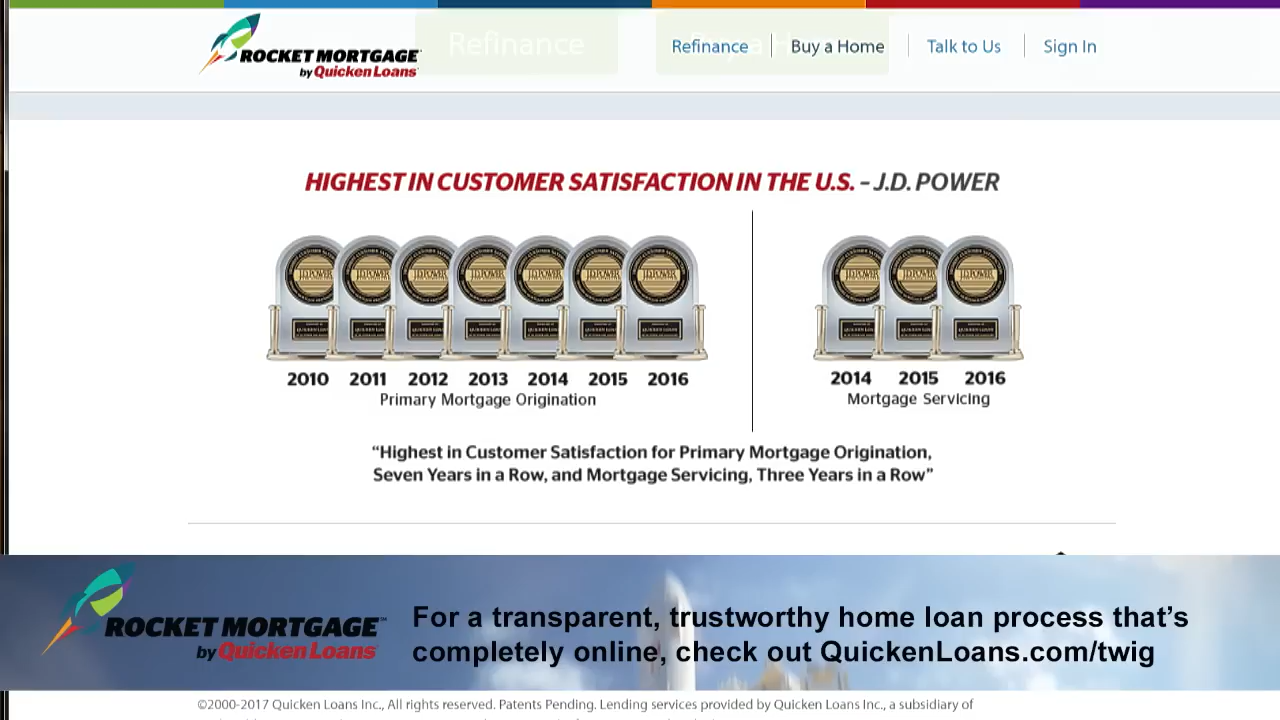 Refinance
Buy a
ROCKET MORTGAGE
by Quicken Loans
Refinance
Buy a Home
Talk to Us
Sign In
HIGHEST IN CUSTOMER SATISFACTION IN THE U.S. – J.D. POWER
2010 2011 2012 2013 2014 2015 2016
Primary Mortgage Origination
2014 2015 2016
Mortgage Servicing
“Highest in Customer Satisfaction for Primary Mortgage Origination,
Seven Years in a Row, and Mortgage Servicing, Three Years in a Row”
ROCKET MORTGAGE™
by Quicken Loans
For a transparent, trustworthy home loan process that’s
completely online, check out QuickenLoans.com/twig
©2000-2017 Quicken Loans Inc., All rights reserved. Patents Pending. Lending services provided by Quicken Loans Inc., a subsidiary of